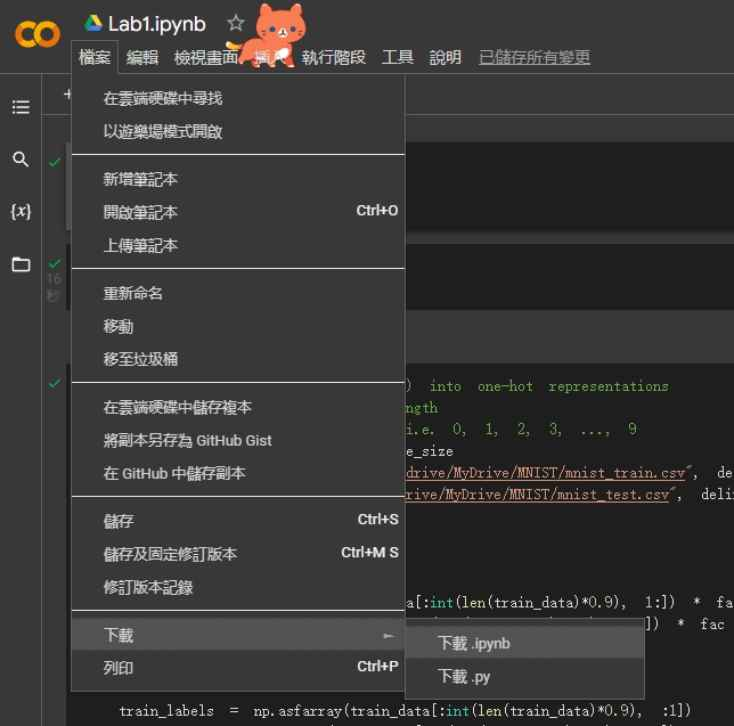 Lab1.ipynb
檔案 編輯 檢視畫面 插 執行階段 工具 說明 已儲存所有變更
+
在雲端硬碟中尋找
以遊樂場模式開啟
{x}
新增筆記本
開啟筆記本 Ctrl+O
上傳筆記本
16
秒
重新命名
移動
移至垃圾桶
) into one-hot representations
在雲端硬碟中儲存複本 ngth
i.e. 0, 1, 2, 3, ..., 9
將副本另存為 GitHub Gist e_size
在 GitHub 中儲存副本 drive/MyDrive/MNIST/mnist_train.csv", de
rive/MyDrive/MNIST/mnist_test.csv", deli
儲存 Ctrl+S
儲存及固定修訂版本 Ctrl+M S
修訂版本記錄
a[:int(len(train_data)*0.9), 1:]) * fa
]) * fac
下載 ►
下載 .ipynb
列印 Ctrl+P
下載 .py
train_labels = np.asfarray(train_data[:int(len(train_data)*0.9), :1])